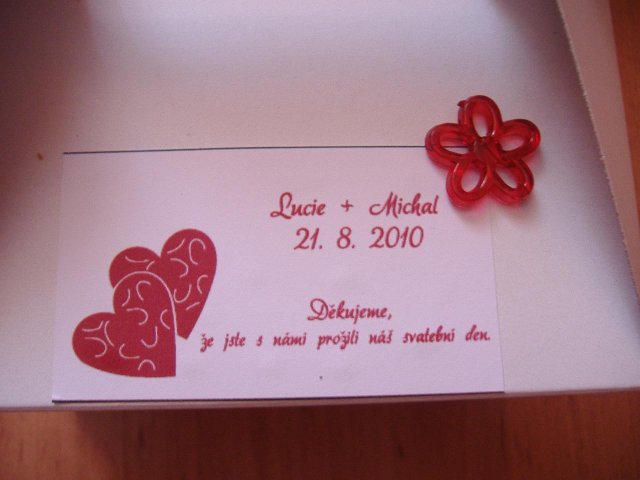 Lucie + Michal
21. 8. 2010
Děkujeme,
že jste s námi prožili náš svatební den.